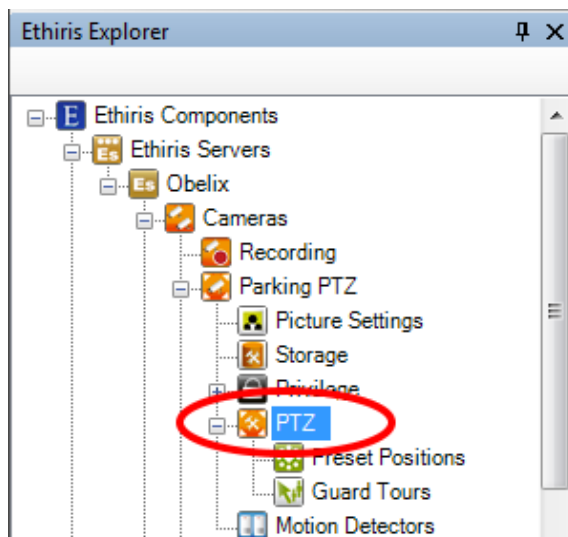 Ethiris Explorer
Ethiris Components
Ethiris Servers
Obelix
Cameras
Recording
Parking PTZ
Picture Settings
Storage
Privilege
PTZ
Preset Positions
Guard Tours
Motion Detectors